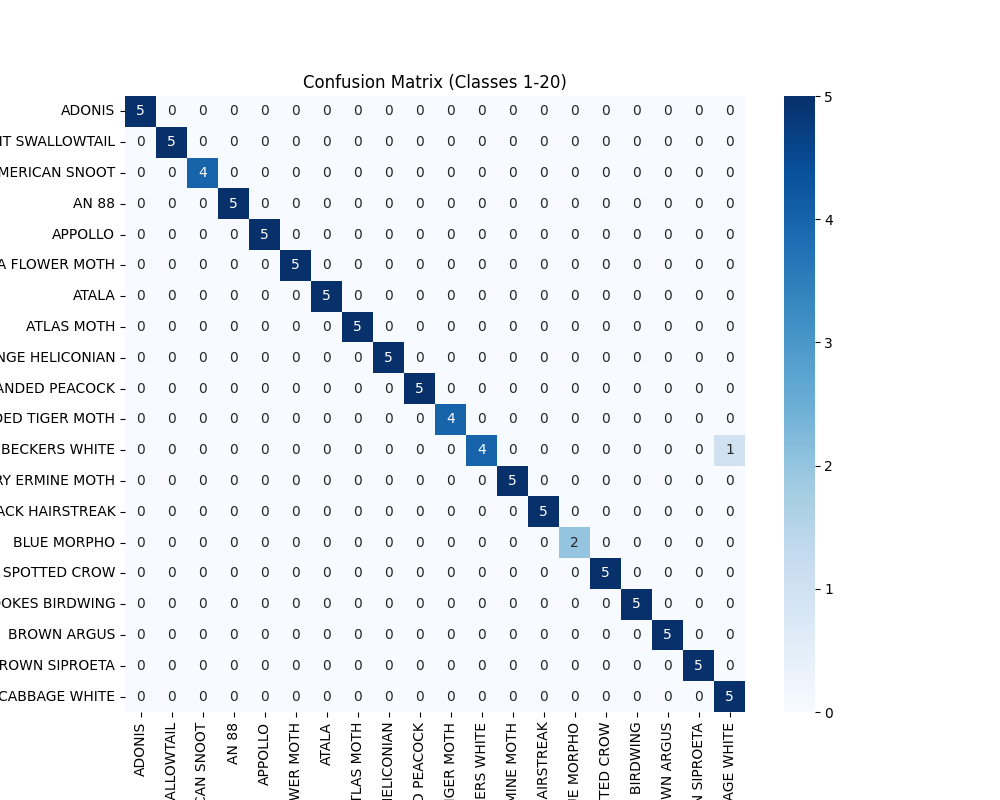 Confusion Matrix (Classes 1-20)
ADONIS 5 0 0 0 0 0 0 0 0 0 0 0 0 0 0 0 0 0 0 0
IT SWALLOWTAIL 0 5 0 0 0 0 0 0 0 0 0 0 0 0 0 0 0 0 0 0
MERICAN SNOOT 0 0 4 0 0 0 0 0 0 0 0 0 0 0 0 0 0 0 0 0
AN 88 0 0 0 5 0 0 0 0 0 0 0 0 0 0 0 0 0 0 0 0
APPOLLO 0 0 0 0 5 0 0 0 0 0 0 0 0 0 0 0 0 0 0 0
A FLOWER MOTH 0 0 0 0 0 5 0 0 0 0 0 0 0 0 0 0 0 0 0 0
ATALA 0 0 0 0 0 0 5 0 0 0 0 0 0 0 0 0 0 0 0 0
ATLAS MOTH 0 0 0 0 0 0 0 5 0 0 0 0 0 0 0 0 0 0 0 0
NGE HELICONIAN 0 0 0 0 0 0 0 0 5 0 0 0 0 0 0 0 0 0 0 0
ANDED PEACOCK 0 0 0 0 0 0 0 0 0 5 0 0 0 0 0 0 0 0 0 0
DED TIGER MOTH 0 0 0 0 0 0 0 0 0 0 4 0 0 0 0 0 0 0 0 0
BECKERS WHITE 0 0 0 0 0 0 0 0 0 0 0 4 0 0 0 0 0 0 0 1
RY ERMINE MOTH 0 0 0 0 0 0 0 0 0 0 0 0 5 0 0 0 0 0 0 0
ACK HAIRSTREAK 0 0 0 0 0 0 0 0 0 0 0 0 0 5 0 0 0 0 0 0
BLUE MORPHO 0 0 0 0 0 0 0 0 0 0 0 0 0 0 2 0 0 0 0 0
SPOTTED CROW 0 0 0 0 0 0 0 0 0 0 0 0 0 0 0 5 0 0 0 0
OKES BIRDWING 0 0 0 0 0 0 0 0 0 0 0 0 0 0 0 0 5 0 0 0
BROWN ARGUS 0 0 0 0 0 0 0 0 0 0 0 0 0 0 0 0 0 5 0 0
ROWN SIPROETA 0 0 0 0 0 0 0 0 0 0 0 0 0 0 0 0 0 0 5 0
CABBAGE WHITE 0 0 0 0 0 0 0 0 0 0 0 0 0 0 0 0 0 0 0 5
ADONIS
ALLOWTAIL
CAN SNOOT
AN 88
APPOLLO
WER MOTH
ATALA
TLAS MOTH
HELICONIAN
D PEACOCK
IGER MOTH
ERS WHITE
MINE MOTH
AIRSTREAK
UE MORPHO
TTED CROW
BIRDWING
WN ARGUS
N SIPROETA
AGE WHITE
5
4
3
2
1
0